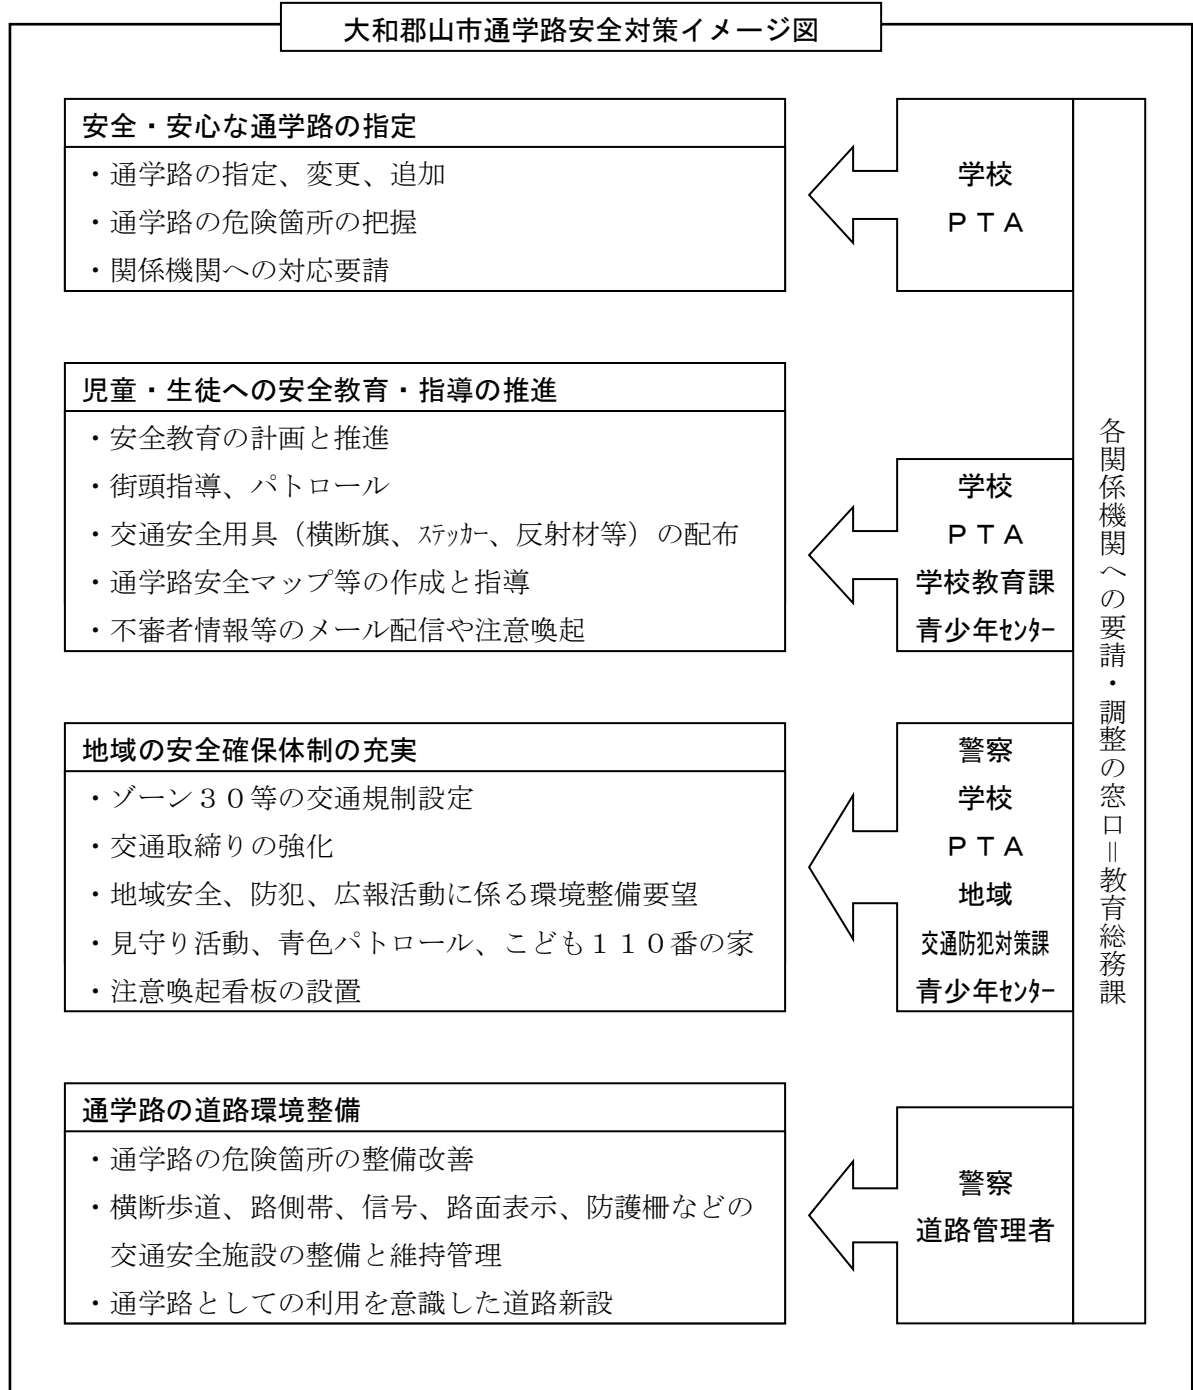 大和郡山市通学路安全対策イメージ図
安全・安心な通学路の指定
・通学路の指定、変更、追加
・通学路の危険箇所の把握
・関係機関への対応要請
学校
ＰＴＡ
児童・生徒への安全教育・指導の推進
・安全教育の計画と推進
・街頭指導、パトロール
・交通安全用具（横断旗、ｽﾃｯｶｰ、反射材等）の配布
・通学路安全マップ等の作成と指導
・不審者情報等のメール配信や注意喚起
学校
ＰＴＡ
学校教育課
青少年ｾﾝﾀｰ
地域の安全確保体制の充実
・ゾーン３０等の交通規制設定
・交通取締りの強化
・地域安全、防犯、広報活動に係る環境整備要望
・見守り活動、青色パトロール、こども１１０番の家
・注意喚起看板の設置
警察
学校
ＰＴＡ
地域
交通防犯対策課
青少年ｾﾝﾀｰ
通学路の道路環境整備
・通学路の危険箇所の整備改善
・横断歩道、路側帯、信号、路面表示、防護柵などの
交通安全施設の整備と維持管理
・通学路としての利用を意識した道路新設
警察
道路管理者
各関係機関への要請・調整の窓口＝教育総務課